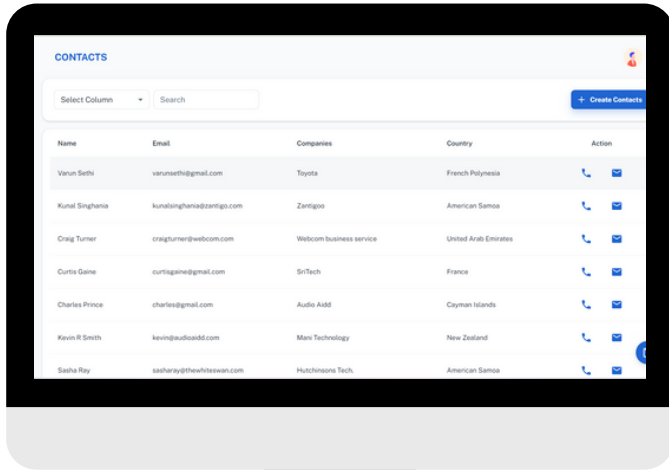 CONTACTS
Select Column Search + Create Contacts
Name Email Companies Country Action
Varun Sethi varunsethi@gmail.com Toyota French Polynesia
Kunal Singhania kunalsinghania@zantigo.com Zantigoo American Samoa
Craig Turner craigturner@webcom.com Webcom business service United Arab Emirates
Curtis Gaine curtisgaine@gmail.com SriTech France
Charles Prince charles@gmail.com Audio Aidd Cayman Islands
Kevin R Smith kevin@audioaidd.com Mani Technology New Zealand
Sasha Ray sasharay@thewhiteswan.com Hutchinsons Tech. American Samoa